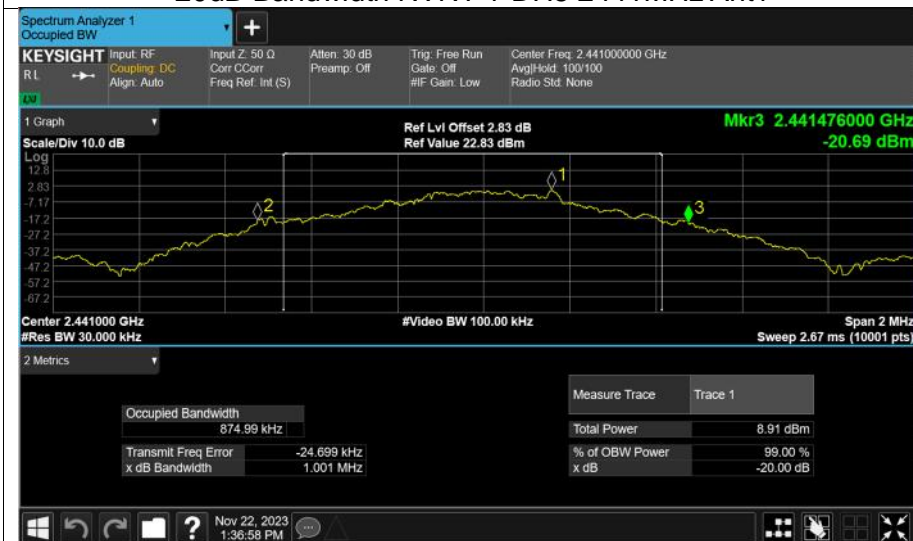 Spectrum Analyzer 1
Occupied BW
+
KEYSIGHT Input: RF Input Z: 50 Ω Atten: 30 dB Trig: Free Run Center Freq: 2.441000000 GHz
RL Coupling: DC Corr CCorr Preamp: Off Gate: Off Avg|Hold: 100/100
Align: Auto Freq Ref: Int (S) #IF Gain: Low Radio Std: None
1 Graph Ref Lvl Offset 2.83 dB Mkr3 2.441476000 GHz
Scale/Div 10.0 dB Ref Value 22.83 dBm -20.69 dBm
Log
12.8
2.83
-7.17
-17.2
-27.2
-37.2
-47.2
-57.2
-67.2
1
2
3
Center 2.441000 GHz #Video BW 100.00 kHz Span 2 MHz
#Res BW 30.000 kHz Sweep 2.67 ms (10001 pts)
2 Metrics
Measure Trace Trace 1
Occupied Bandwidth
874.99 kHz Total Power 8.91 dBm
Transmit Freq Error -24.699 kHz % of OBW Power 99.00 %
x dB Bandwidth 1.001 MHz x dB -20.00 dB
? Nov 22, 2023
1:36:58 PM